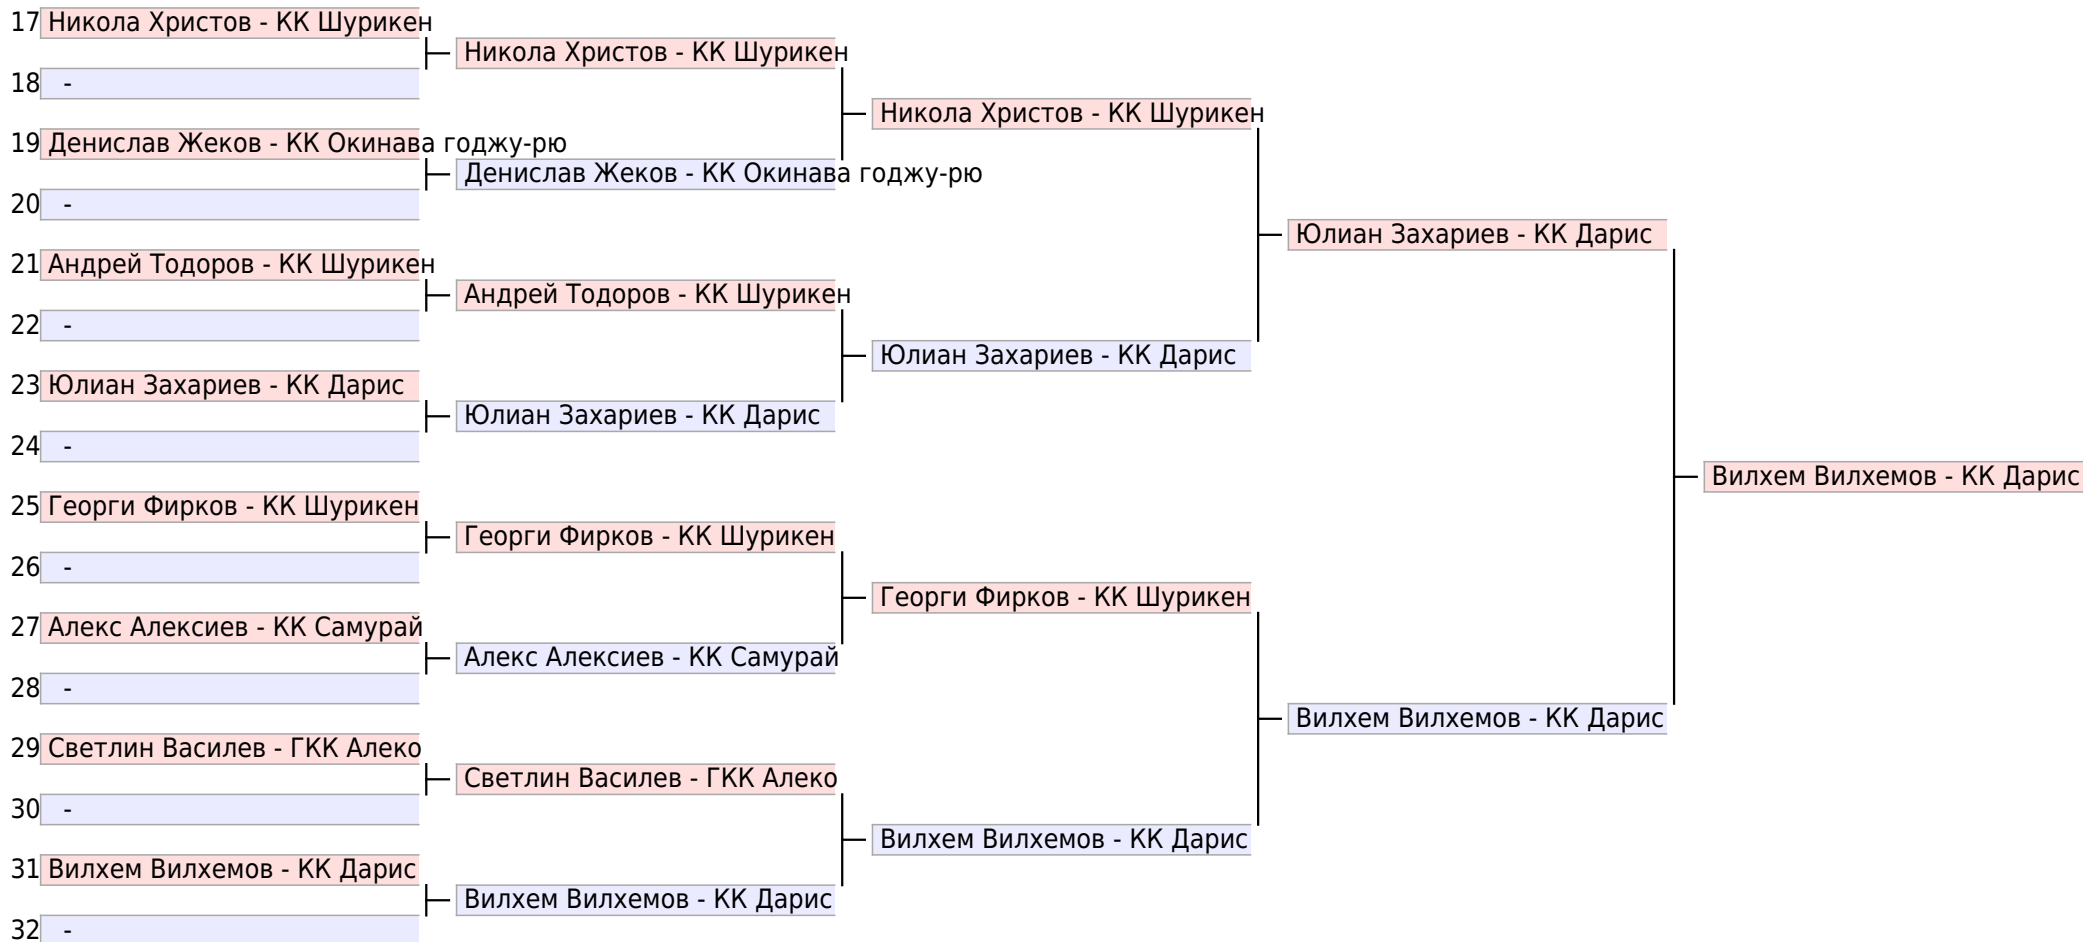 17 Никола Христов - КК Шурикен
Никола Христов - КК Шурикен
18 -
Никола Христов - КК Шурикен
19 Денислав Жеков - КК Окинава годжу-рю
Денислав Жеков - КК Окинава годжу-рю
20 -
Юлиан Захариев - КК Дарис
21 Андрей Тодоров - КК Шурикен
Андрей Тодоров - КК Шурикен
22 -
Юлиан Захариев - КК Дарис
23 Юлиан Захариев - КК Дарис
Юлиан Захариев - КК Дарис
24 -
Вилхем Вилхемов - КК Дарис
25 Георги Фирков - КК Шурикен
Георги Фирков - КК Шурикен
26 -
Георги Фирков - КК Шурикен
27 Алекс Алексиев - КК Самурай
Алекс Алексиев - КК Самурай
28 -
Вилхем Вилхемов - КК Дарис
29 Светлин Василев - ГКК Алеко
Светлин Василев - ГКК Алеко
30 -
Вилхем Вилхемов - КК Дарис
31 Вилхем Вилхемов - КК Дарис
Вилхем Вилхемов - КК Дарис
32 -